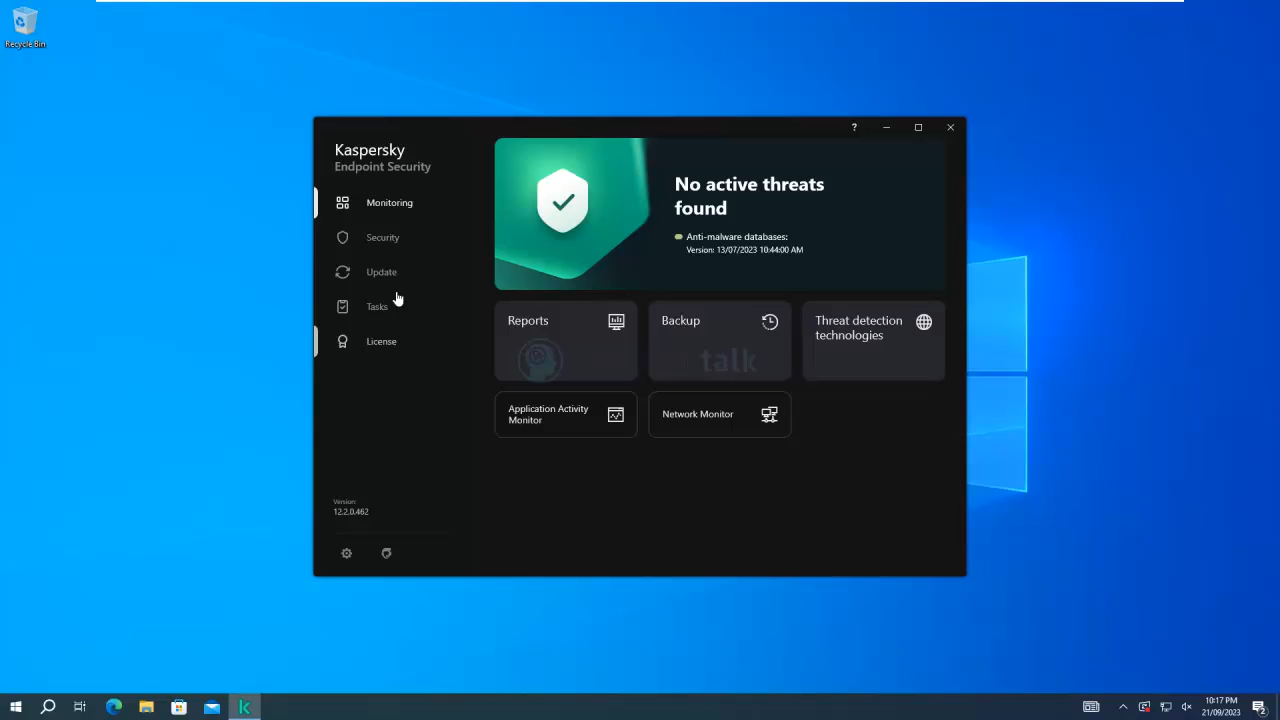 Recycle Bin
Kaspersky
Endpoint Security
Monitoring
Security
Update
Tasks
License
Version:
12.2.0.462
?
No active threats
found
Anti-malware databases:
Version: 13/07/2023 10:44:00 AM
Reports
Backup
Threat detection
technologies
talk
Application Activity
Monitor
Network Monitor
10:17 PM
21/09/2023
2